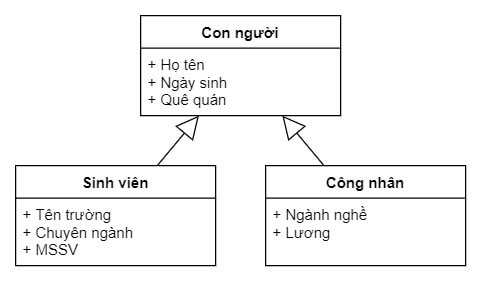 Con người
+ Họ tên
+ Ngày sinh
+ Quê quán
Sinh viên
+ Tên trường
+ Chuyên ngành
+ MSSV
Công nhân
+ Ngành nghề
+ Lương